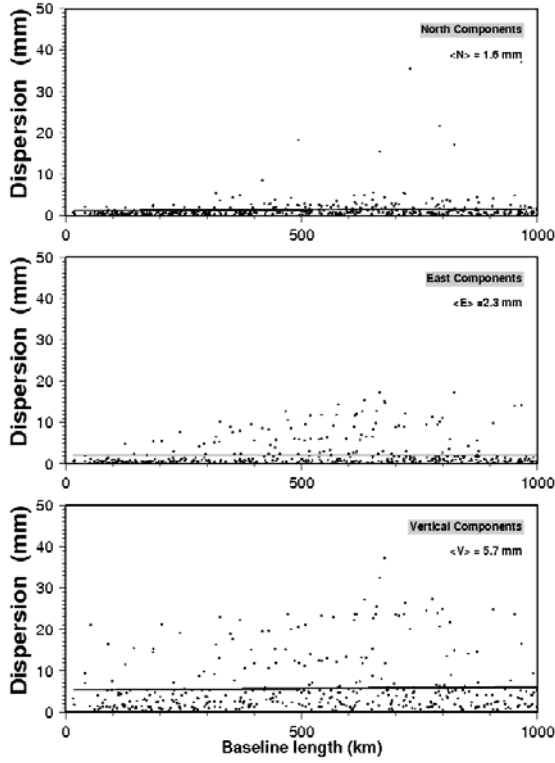 50
40
30
20
10
0
Dispersion (mm)
North Components
<N> = 1.6 mm
0
500
1000
50
40
30
20
10
0
Dispersion (mm)
East Components
<E> =2.3 mm
0
500
1000
50
40
30
20
10
0
Dispersion (mm)
Vertical Components
<V> = 5.7 mm
0
500
1000
Baseline length (km)